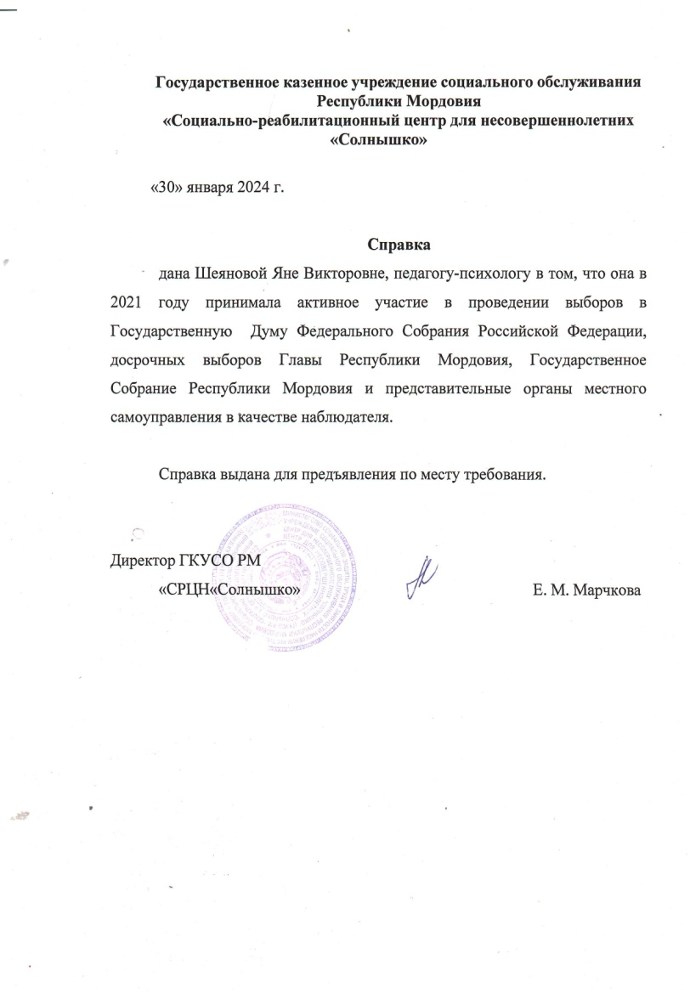 Государственное казенное учреждение социального обслуживания
Республики Мордовия
«Социально-реабилитационный центр для несовершеннолетних
«Солнышко»
«30» января 2024 г.
Справка
дана Шеяновой Яне Викторовне, педагогу-психологу в том, что она в
2021 году принимала активное участие в проведении выборов в
Государственную Думу Федерального Собрания Российской Федерации,
досрочных выборов Главы Республики Мордовия, Государственное
Собрание Республики Мордовия и представительные органы местного
самоуправления в качестве наблюдателя.
Справка выдана для предъявления по месту требования.
Директор ГКУСО РМ
«СРЦН«Солнышко»
Е. М. Марчкова